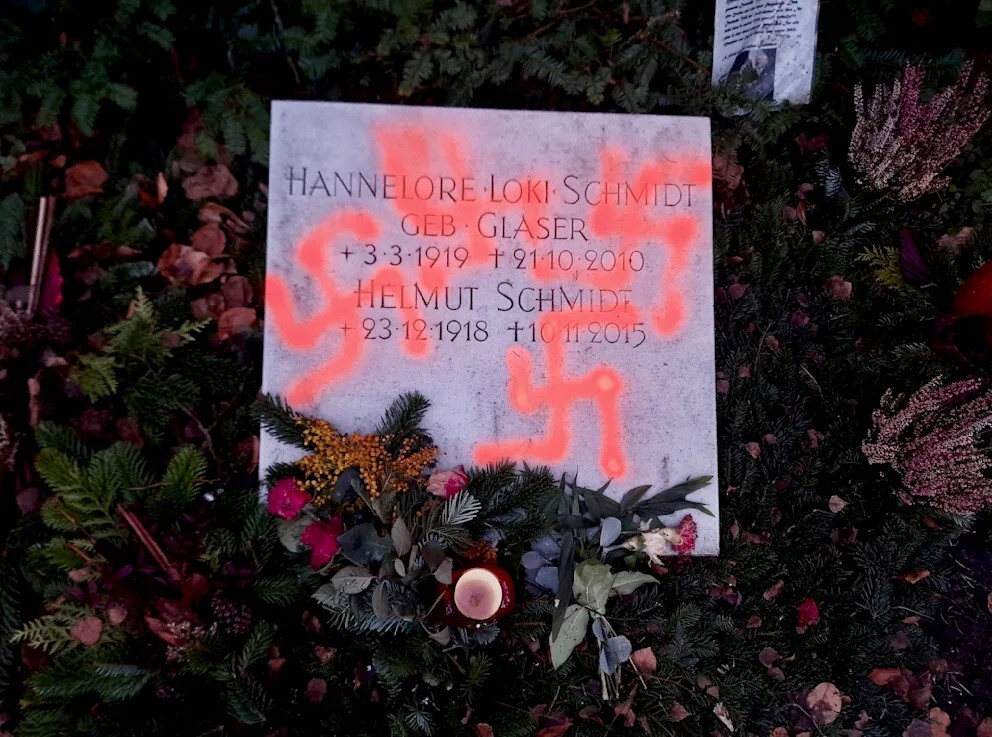 HANNELORE·LOKI·SCHMIDT
GEB·GLASER
+3·3·1919 †21·10·2010
HELMUT SCHMIDT
+23·12·1918 †10·11·2015